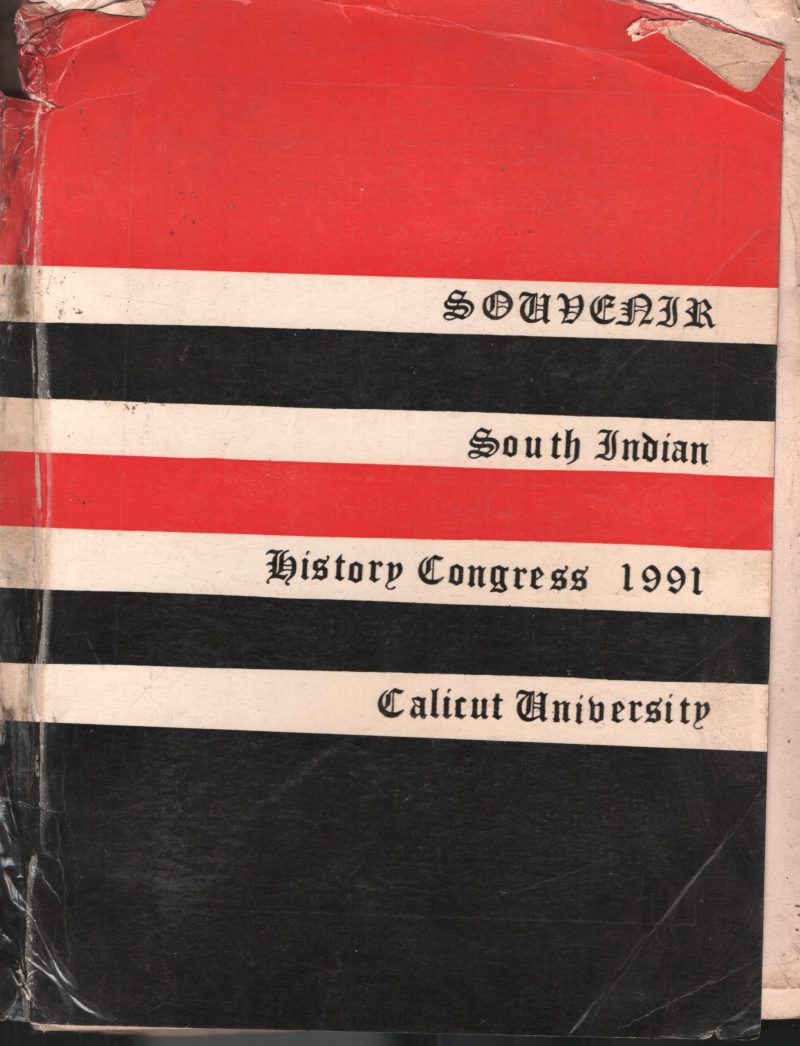 SOUVENIR
South Indian
History Congress 1991
Calicut University